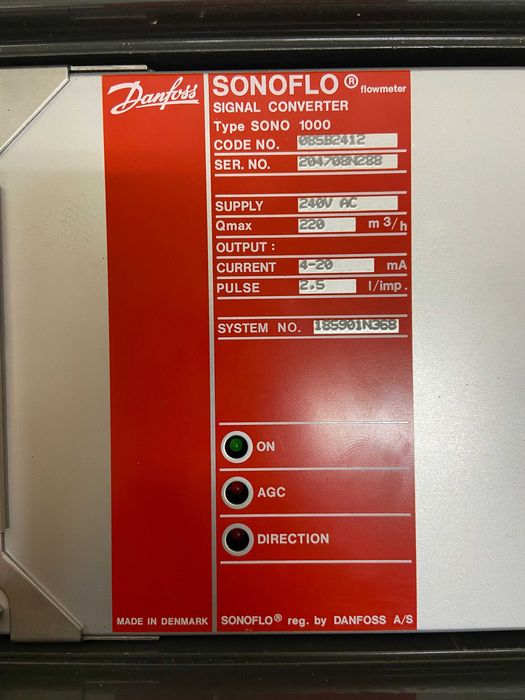 Danfoss
SONOFLO® flowmeter
SIGNAL CONVERTER
Type SONO 1000
CODE NO. 085B2412
SER. NO. 204708N288
SUPPLY 240V AC
Qmax 220 m3/h
OUTPUT :
CURRENT 4-20 mA
PULSE 2.5 l/imp.
SYSTEM NO. 185901N368
ON
AGC
DIRECTION
MADE IN DENMARK SONOFLO® reg. by DANFOSS A/S